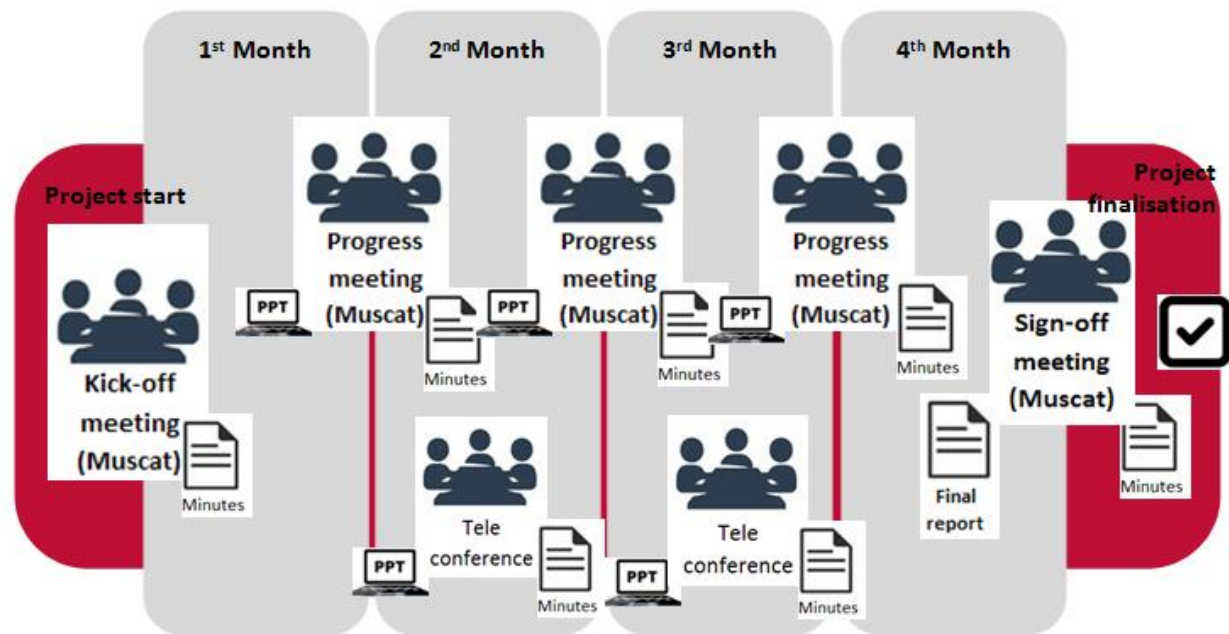 1st Month
2nd Month
3rd Month
4th Month
Project start
Kick-off
meeting
(Muscat)
Minutes
PPT
Progress
meeting
(Muscat)
Minutes
PPT
Progress
meeting
(Muscat)
Minutes
PPT
Progress
meeting
(Muscat)
Minutes
PPT
Tele
conference
Minutes
PPT
Tele
conference
Minutes
Project
finalisation
Sign-off
meeting
(Muscat)
Final
report
Minutes